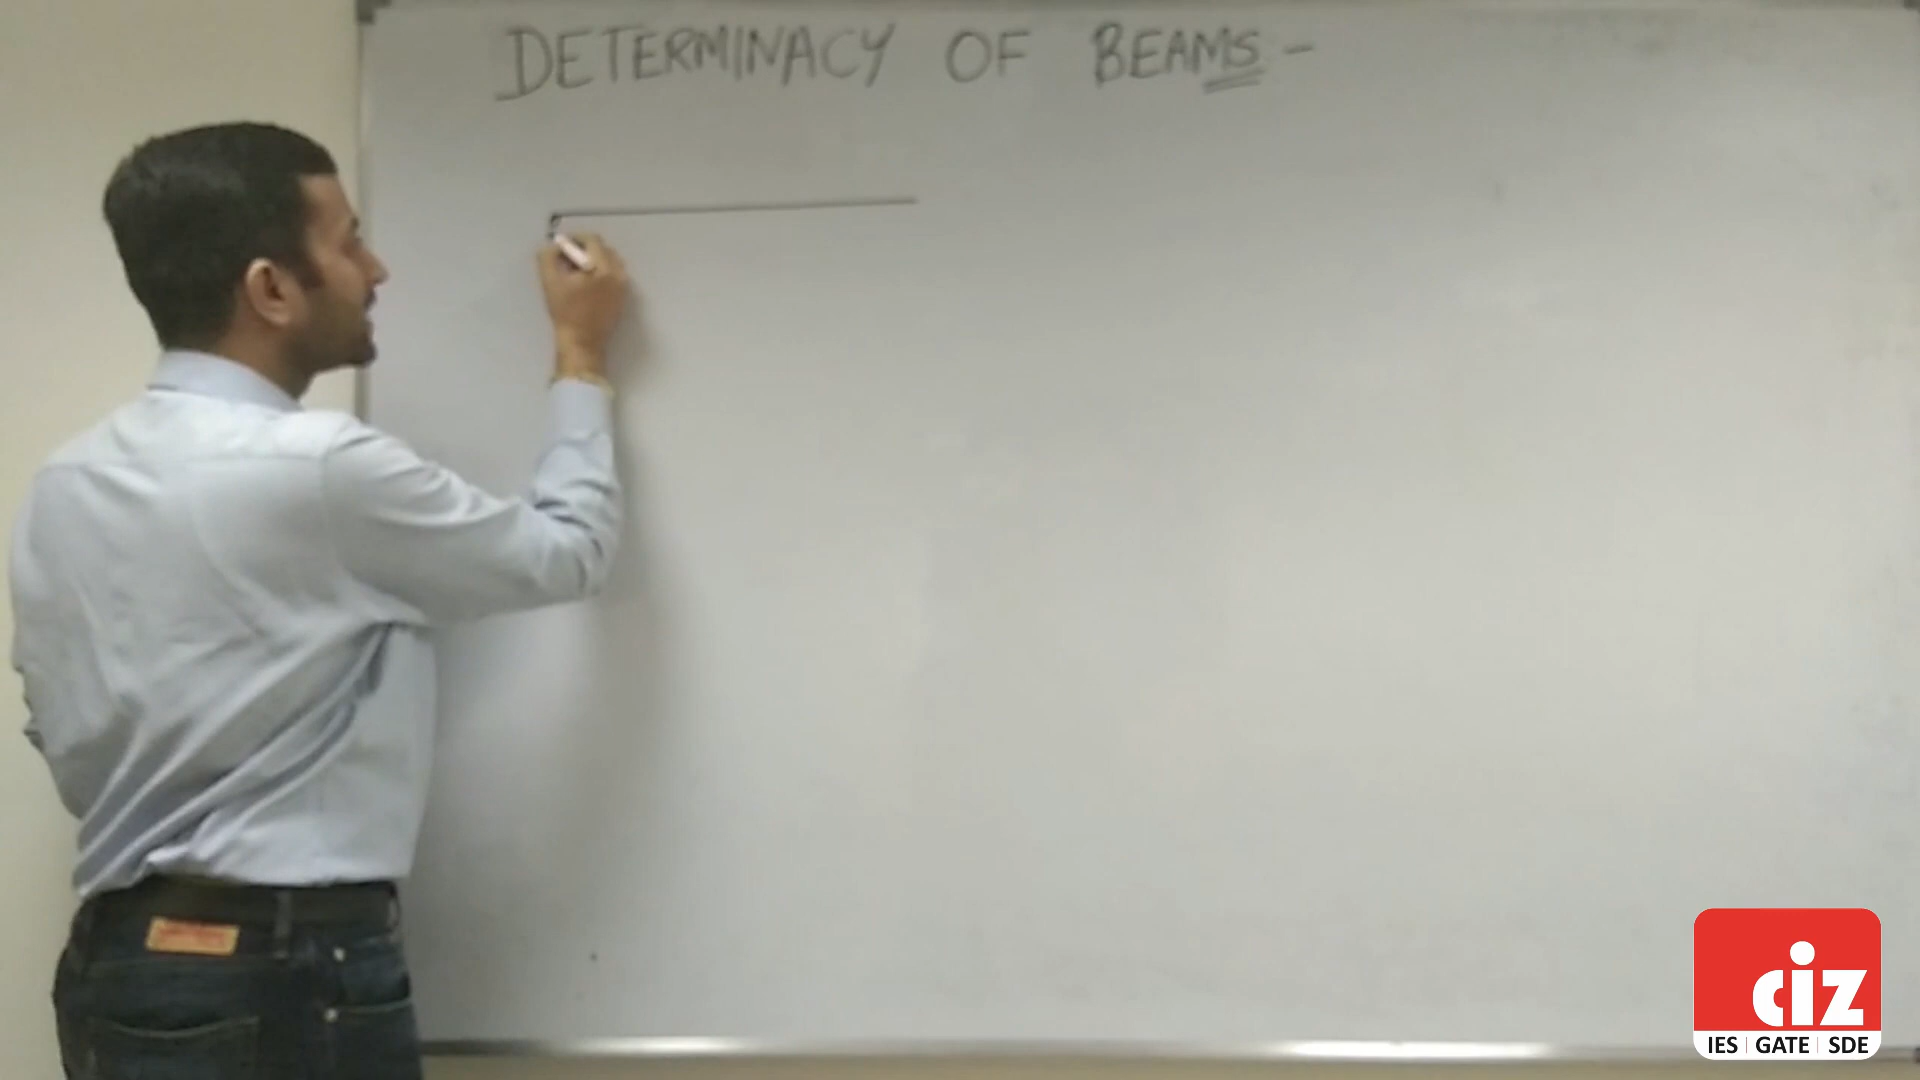 DETERMINACY OF BEAMS -
ciz
IES | GATE | SDE